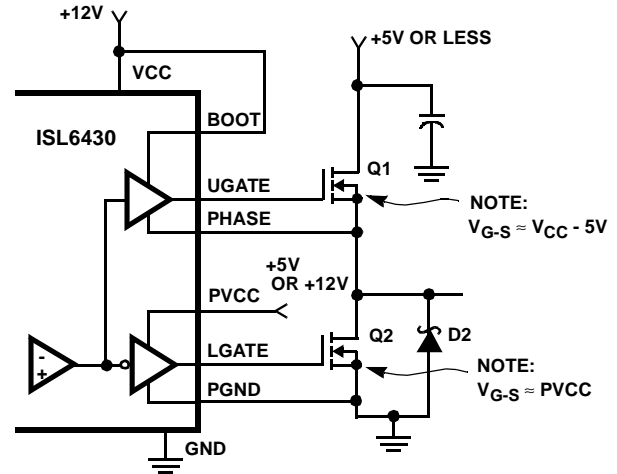 +12V
+5V OR LESS
VCC
BOOT
ISL6430
Q1
UGATE
NOTE:
VG-S ≈ VCC - 5V
PHASE
+5V
OR +12V
PVCC
Q2
D2
LGATE
NOTE:
VG-S ≈ PVCC
-
+
PGND
GND